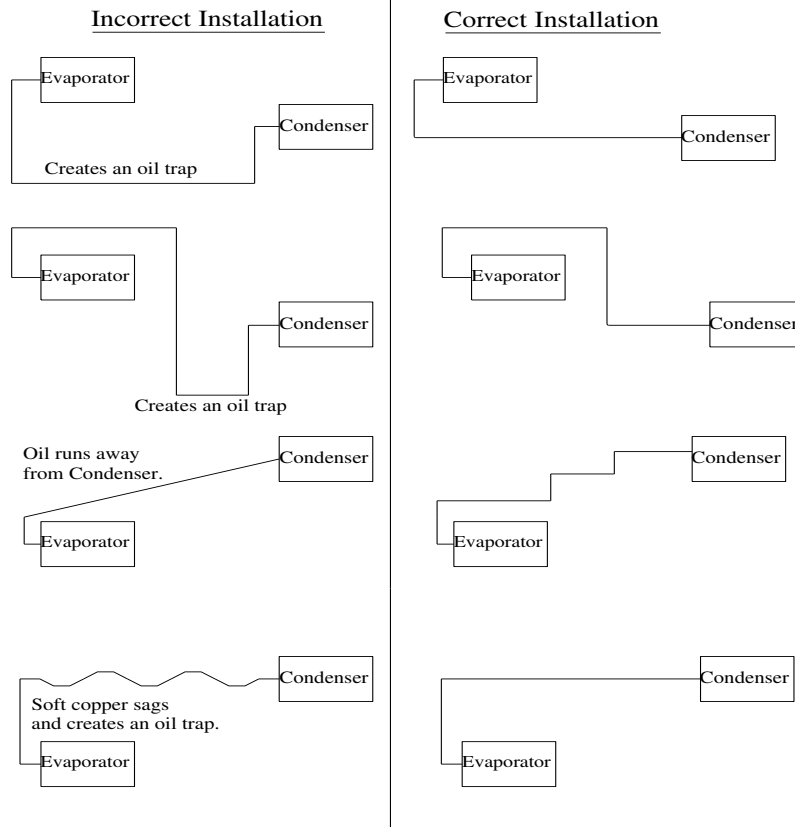 Incorrect Installation
Evaporator
Condenser
Creates an oil trap
Evaporator
Condenser
Creates an oil trap
Oil runs away
from Condenser.
Condenser
Evaporator
Condenser
Soft copper sags
and creates an oil trap.
Evaporator
Correct Installation
Evaporator
Condenser
Evaporator
Condenser
Condenser
Evaporator
Condenser
Evaporator